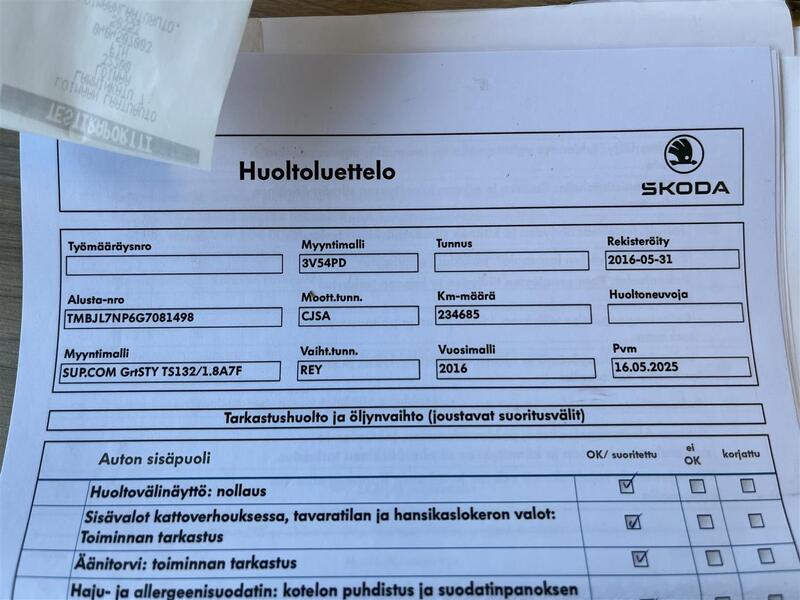 TESTIRAPORTTI
Huoltoluettelo
SKODA
Työmääräysnro
Myyntimalli
3V54PD
Tunnus
Rekisteröity
2016-05-31
Alusta-nro
TMBJL7NP6G7081498
Moott.tunn.
CJSA
Km-määrä
234685
Huoltoneuvoja
Myyntimalli
SUP.COM GrtSTY TS132/1.8A7F
Vaiht.tunn.
REY
Vuosimalli
2016
Pvm
16.05.2025
Tarkastushuolto ja öljynvaihto (joustavat suoritusvälit)
Auton sisäpuoli
OK/ suoritettu
ei OK
korjattu
Huoltovälinäyttö: nollaus
Sisävalot kattoverhouksessa, tavaratilan ja hansikaslokeron valot:
Toiminnan tarkastus
Äänitorvi: toiminnan tarkastus
Haju- ja allergeenisuodatin: kotelon puhdistus ja suodatinpanoksen